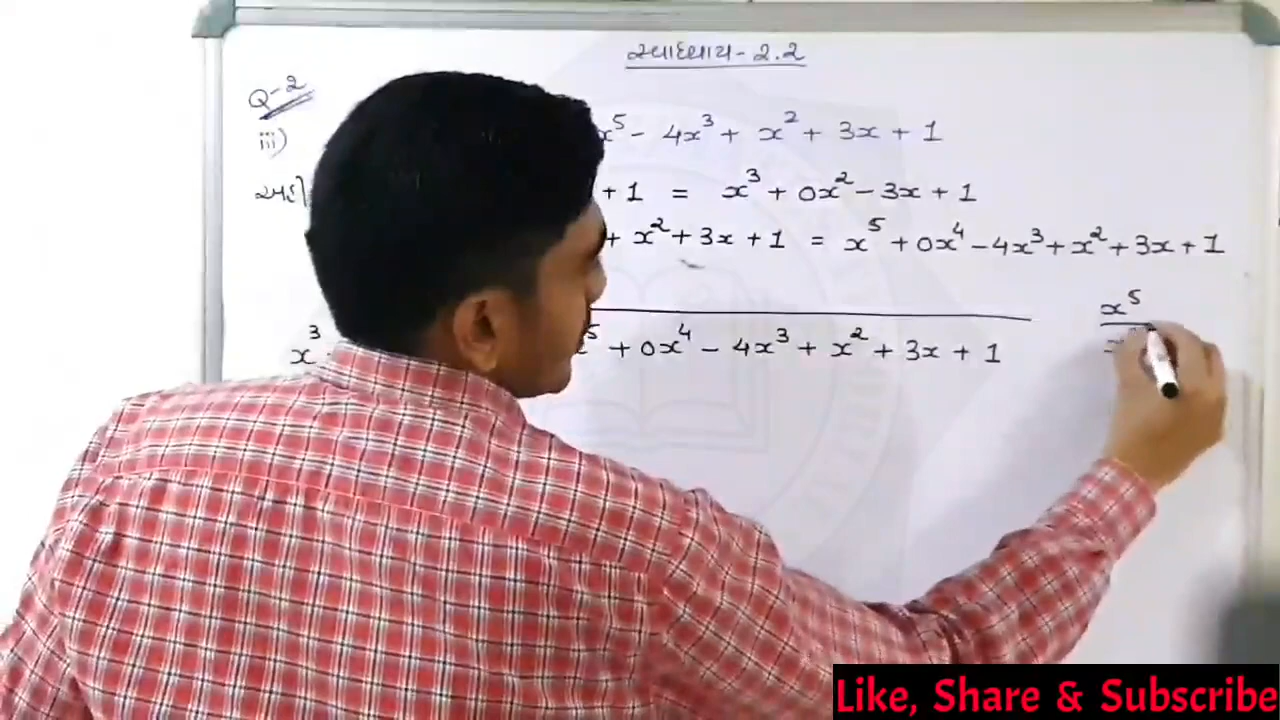 સ્વાધ્યાય - 2.2
Q-2
iii) x⁵ - 4x³ + x² + 3x + 1
+ 1 = x³ + 0x² - 3x + 1
+ x² + 3x + 1 = x⁵ + 0x⁴ - 4x³ + x² + 3x + 1
x⁵
x³ x⁵ + 0x⁴ - 4x³ + x² + 3x + 1
Like, Share & Subscribe